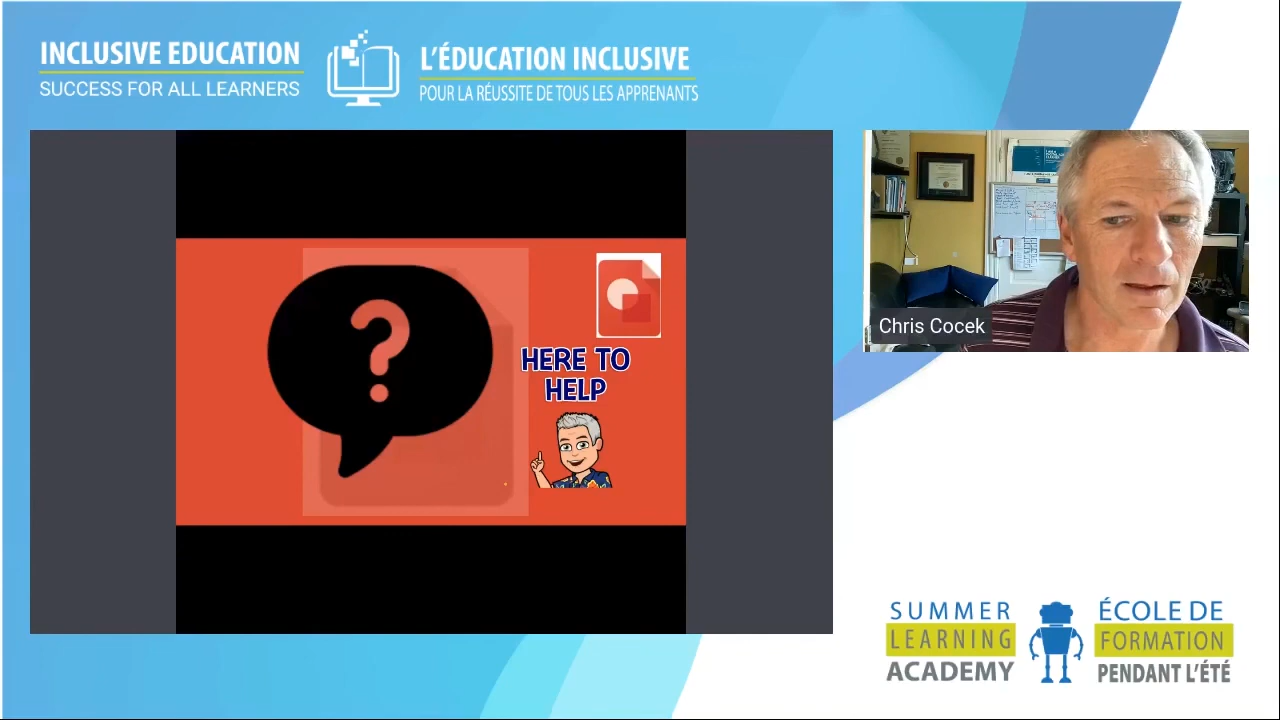 INCLUSIVE EDUCATION
SUCCESS FOR ALL LEARNERS
L'ÉDUCATION INCLUSIVE
POUR LA RÉUSSITE DE TOUS LES APPRENANTS
?
HERE TO
HELP
Chris Cocek
SUMMER
LEARNING
ACADEMY
ÉCOLE DE
FORMATION
PENDANT L'ÉTÉ